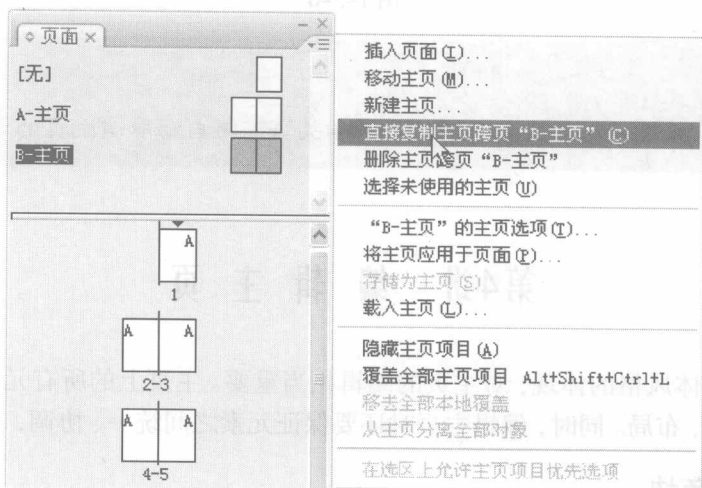 页面
[无]
A-主页
B-主页
A
1
A A
2-3
A A
4-5
插入页面(I)...
移动主页(M)...
新建主页...
直接复制主页跨页“B-主页”(C)
删除主页跨页“B-主页”
选择未使用的主页(U)
“B-主页”的主页选项(T)...
将主页应用于页面(P)...
存储为主页(S)
载入主页(L)...
隐藏主页项目(A)
覆盖全部主页项目 Alt+Shift+Ctrl+L
移去全部本地覆盖
从主页分离全部对象
在选区上允许主页项目优先选项